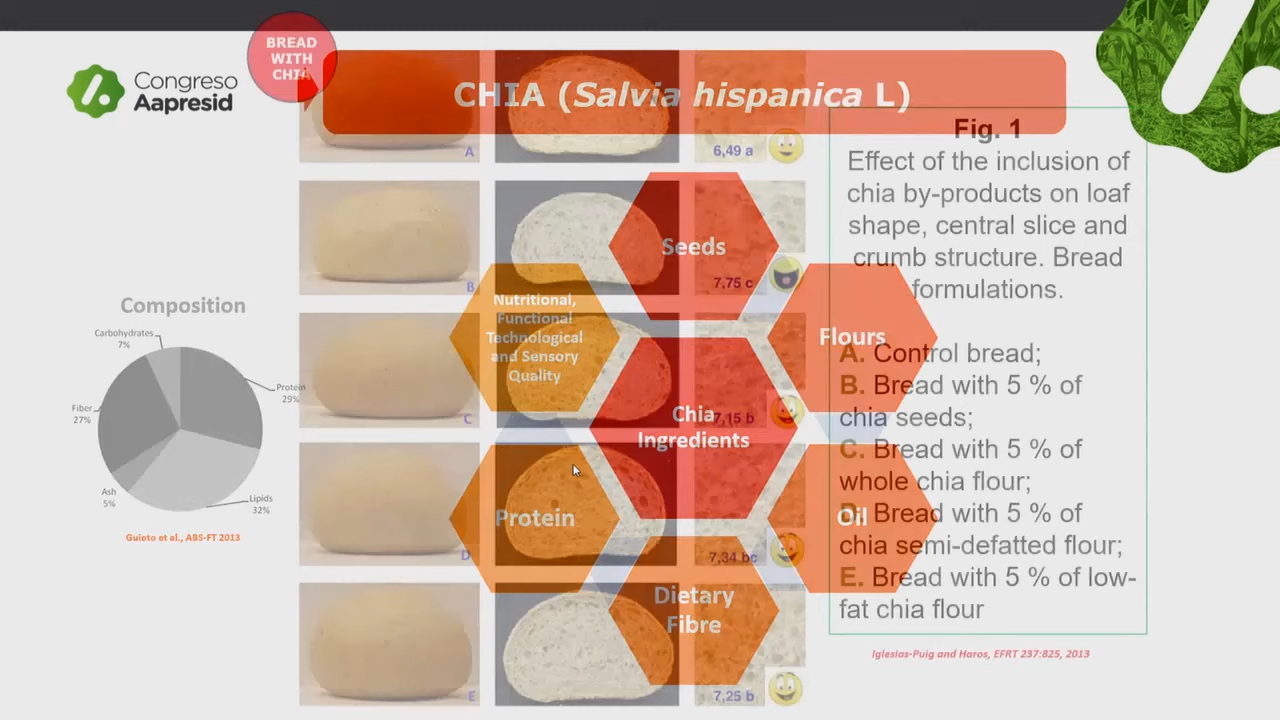 BREAD
WITH
CHIA
Congreso
Aapresid
CHIA (Salvia hispanica L)
A
6,49 a
B
7,75 c
C
7,15 b
D
7,34 bc
E
7,25 b
Composition
Carbohydrates
7%
Protein
29%
Fiber
27%
Ash
5%
Lipids
32%
Guioto et al., ABS-FT 2013
Seeds
Nutritional,
Functional
Technological
and Sensory
Quality
Flours
Chia
Ingredients
Protein
Oil
Dietary
Fibre
Fig. 1
Effect of the inclusion of
chia by-products on loaf
shape, central slice and
crumb structure. Bread
formulations.
A. Control bread;
B. Bread with 5 % of
chia seeds;
C. Bread with 5 % of
whole chia flour;
D. Bread with 5 % of
chia semi-defatted flour;
E. Bread with 5 % of low-
fat chia flour
Iglesias-Puig and Haros, EFRT 237:825, 2013